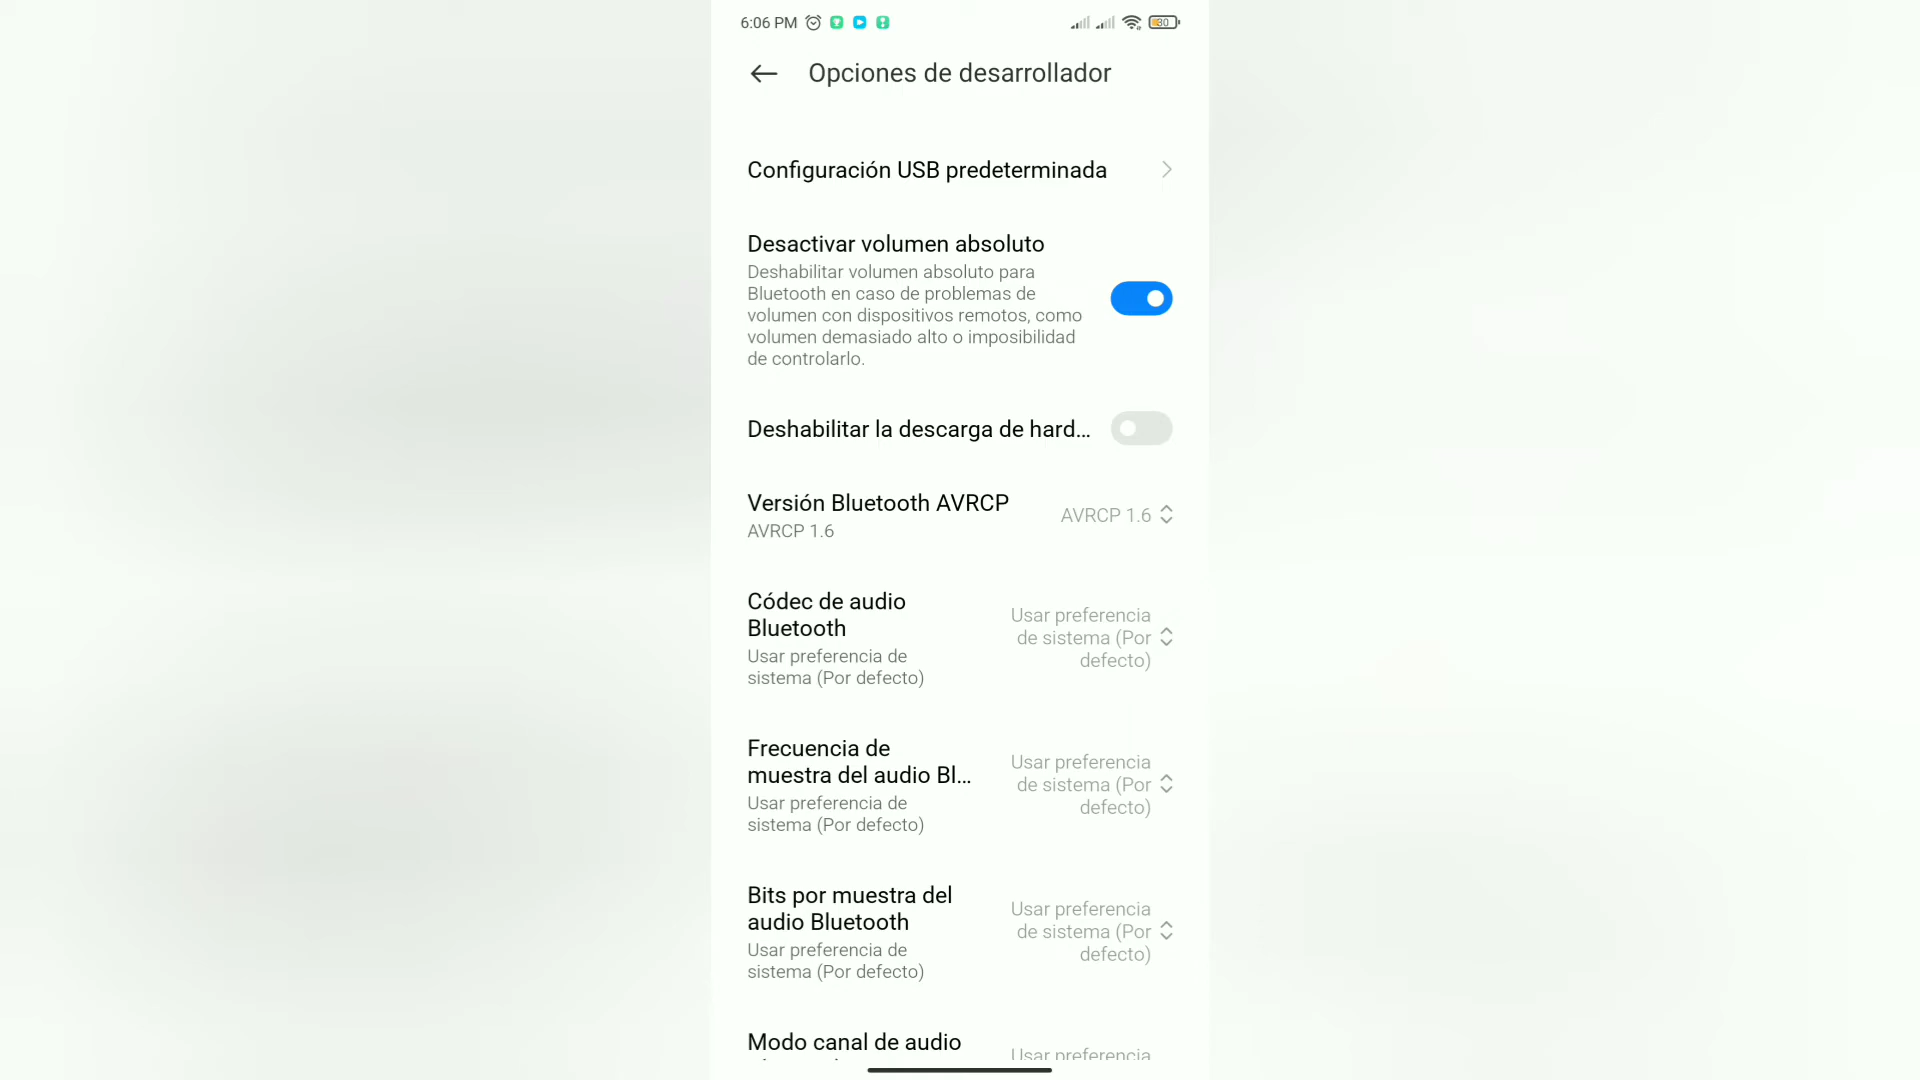 6:06 PM
30
Opciones de desarrollador
Configuración USB predeterminada
Desactivar volumen absoluto
Deshabilitar volumen absoluto para
Bluetooth en caso de problemas de
volumen con dispositivos remotos, como
volumen demasiado alto o imposibilidad
de controlarlo.
Deshabilitar la descarga de hard...
Versión Bluetooth AVRCP
AVRCP 1.6
AVRCP 1.6
Códec de audio
Bluetooth
Usar preferencia de
sistema (Por defecto)
Usar preferencia
de sistema (Por
defecto)
Frecuencia de
muestra del audio Bl...
Usar preferencia de
sistema (Por defecto)
Usar preferencia
de sistema (Por
defecto)
Bits por muestra del
audio Bluetooth
Usar preferencia de
sistema (Por defecto)
Usar preferencia
de sistema (Por
defecto)
Modo canal de audio
Usar preferencia